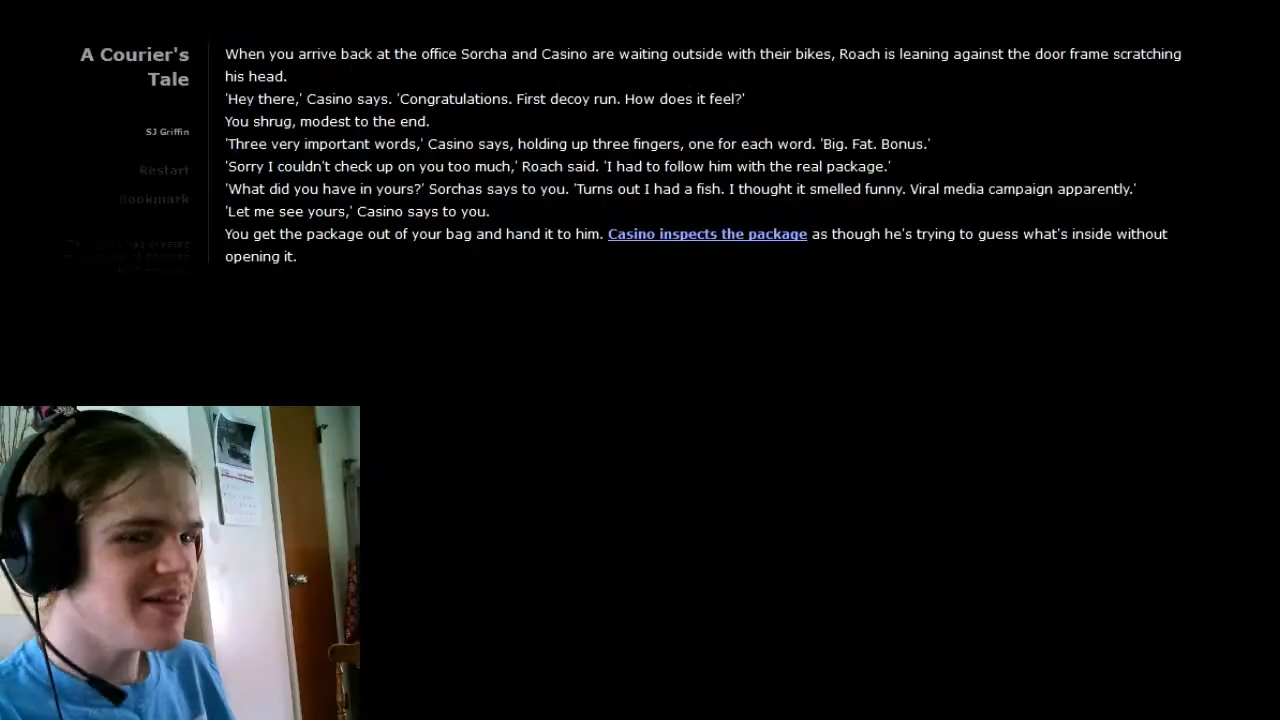 A Courier's
Tale
SJ Griffin
Restart
Bookmark
When you arrive back at the office Sorcha and Casino are waiting outside with their bikes, Roach is leaning against the door frame scratching
his head.
'Hey there,' Casino says. 'Congratulations. First decoy run. How does it feel?'
You shrug, modest to the end.
'Three very important words,' Casino says, holding up three fingers, one for each word. 'Big. Fat. Bonus.'
'Sorry I couldn't check up on you too much,' Roach said. 'I had to follow him with the real package.'
'What did you have in yours?' Sorchas says to you. 'Turns out I had a fish. I thought it smelled funny. Viral media campaign apparently.'
'Let me see yours,' Casino says to you.
You get the package out of your bag and hand it to him. Casino inspects the package as though he's trying to guess what's inside without
opening it.